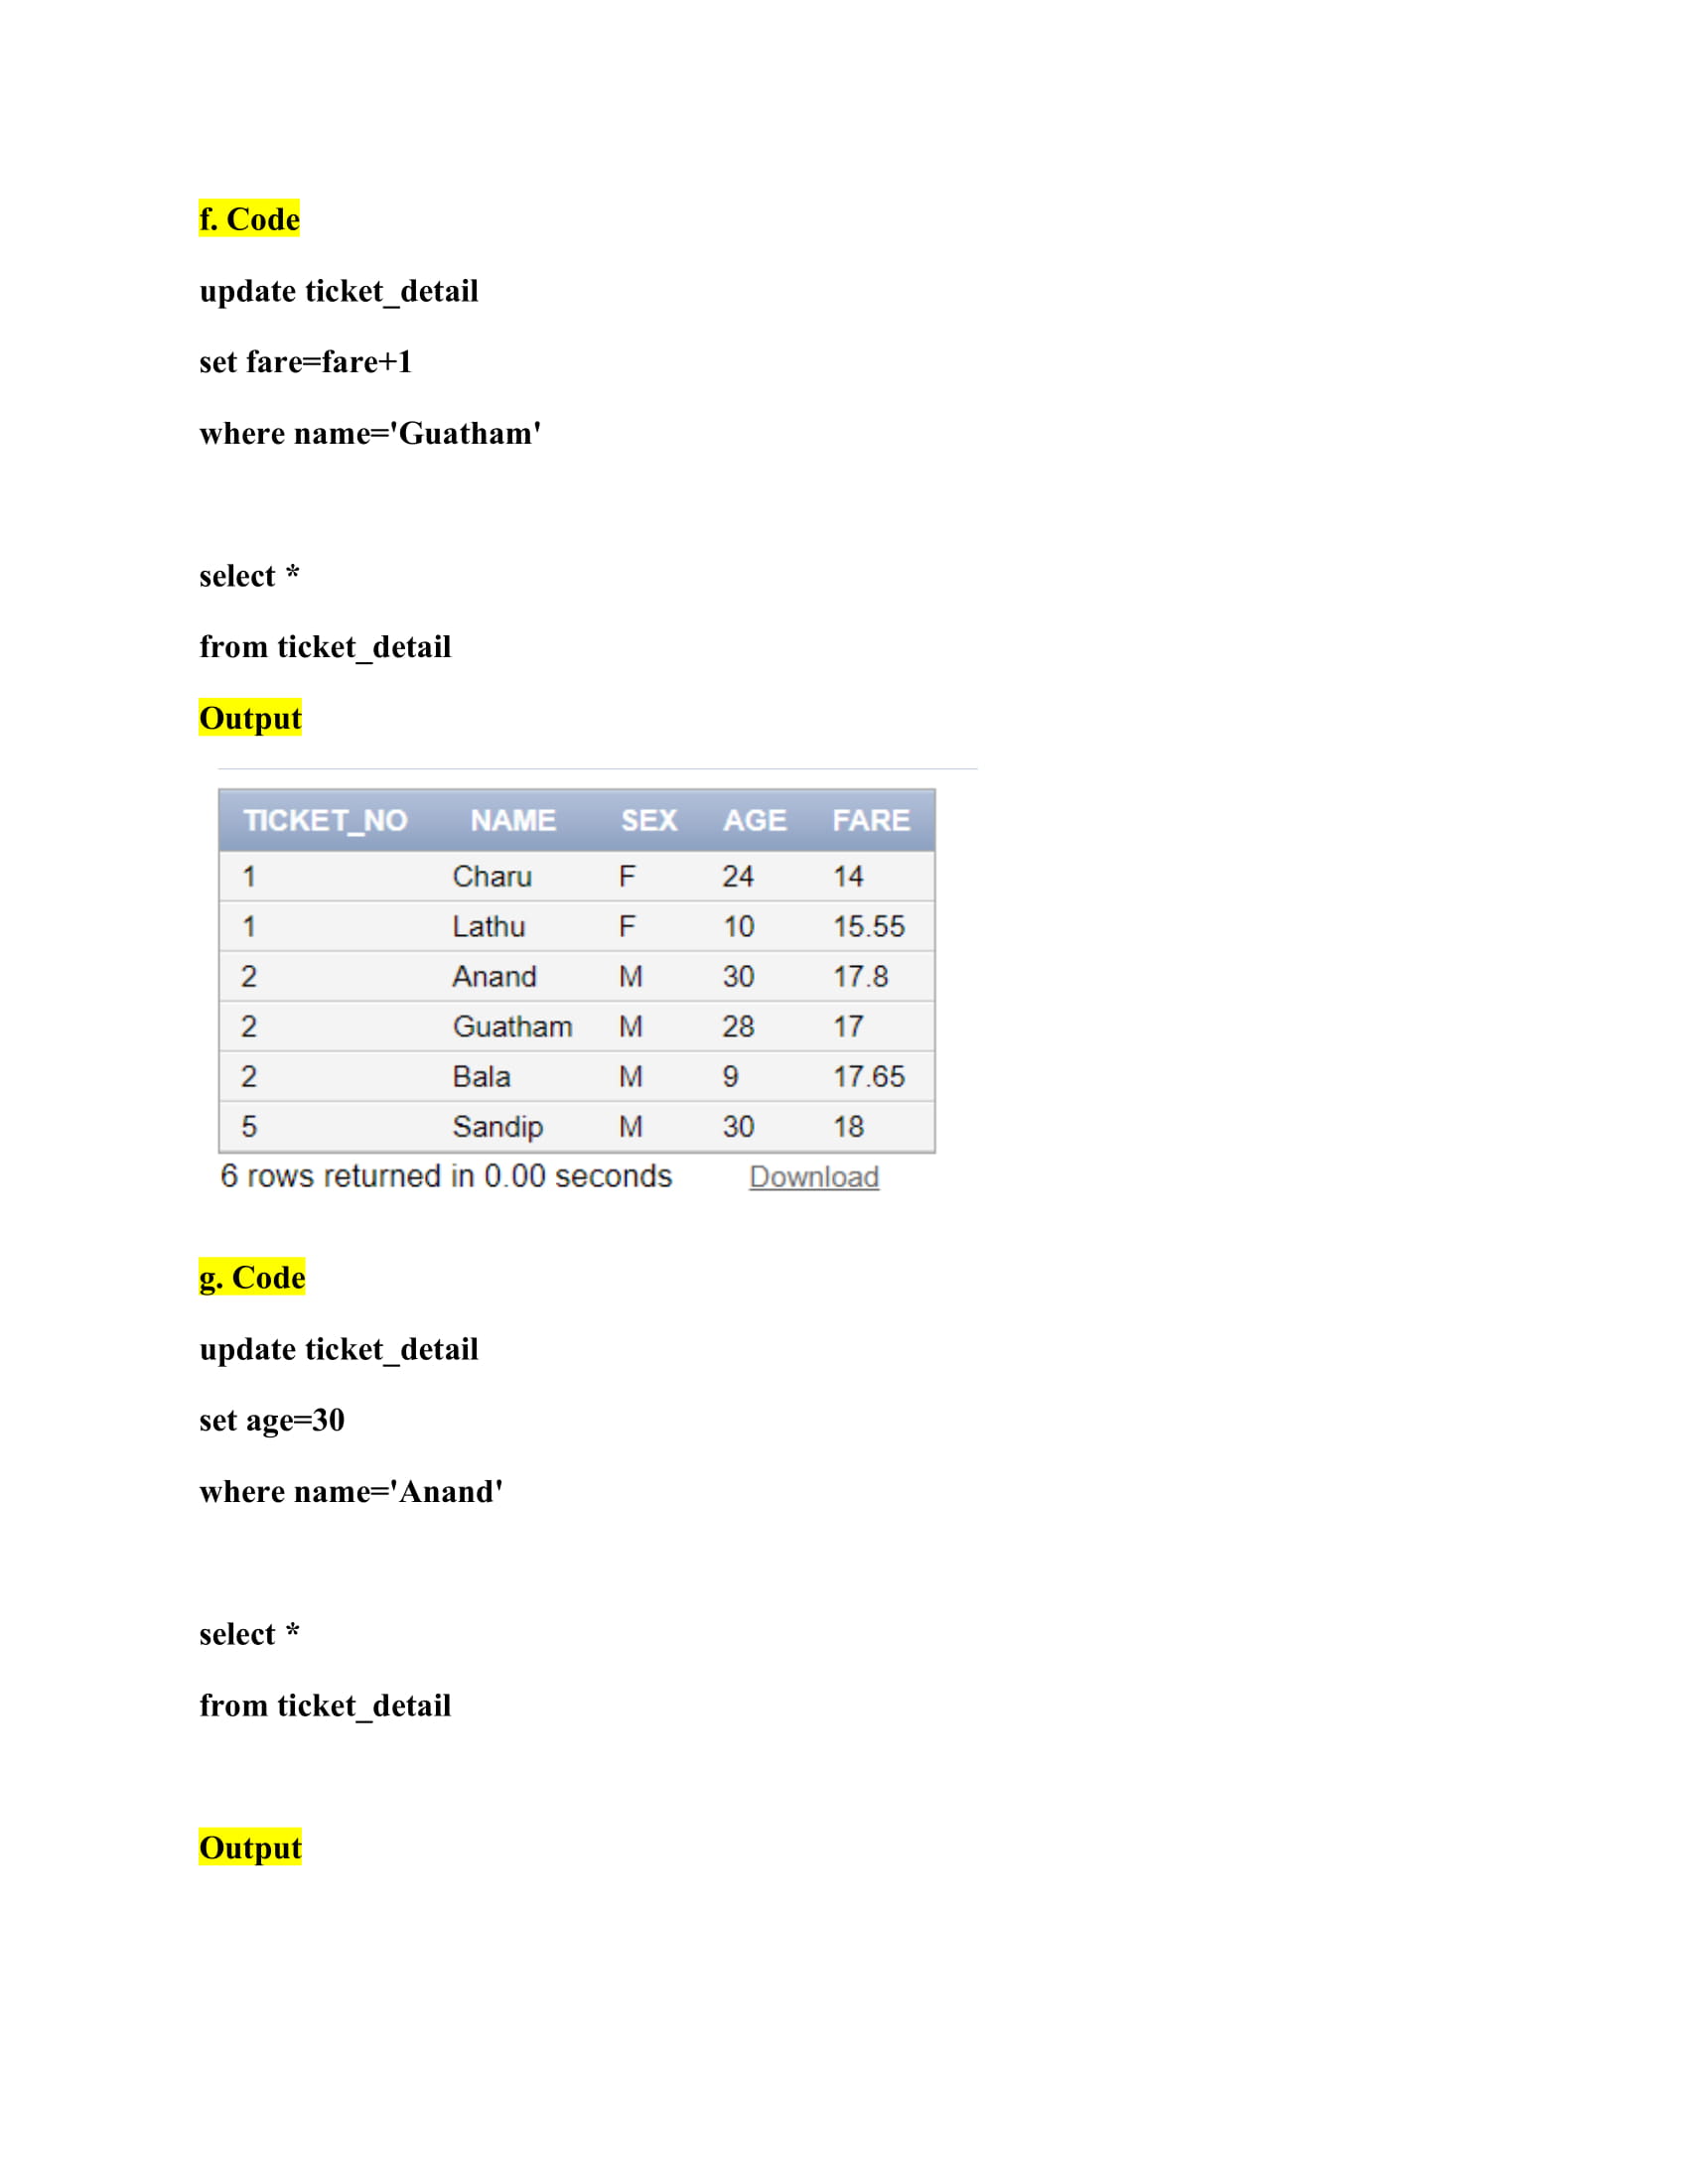 f. Code
update ticket_detail
set fare=fare+1
where name='Guatham'
select *
from ticket_detail
Output
TICKET_NO NAME SEX AGE FARE
1 Charu F 24 14
1 Lathu F 10 15.55
2 Anand M 30 17.8
2 Guatham M 28 17
2 Bala M 9 17.65
5 Sandip M 30 18
6 rows returned in 0.00 seconds Download
g. Code
update ticket_detail
set age=30
where name='Anand'
select *
from ticket_detail
Output